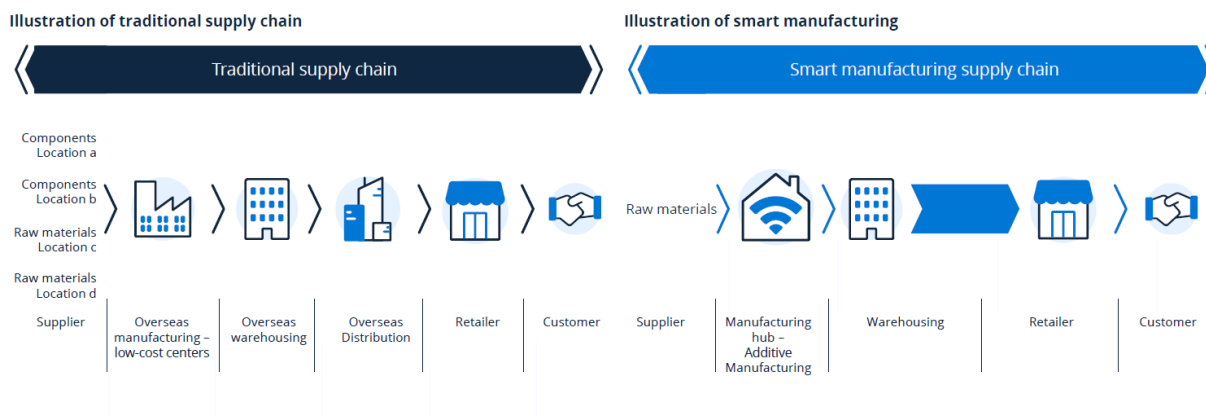 Illustration of traditional supply chain
Traditional supply chain
Components
Location a
Components
Location b
Raw materials
Location c
Raw materials
Location d
Supplier
Overseas
manufacturing –
low-cost centers
Overseas
warehousing
Overseas
Distribution
Retailer
Customer
Illustration of smart manufacturing
Smart manufacturing supply chain
Raw materials
Supplier
Manufacturing
hub –
Additive
Manufacturing
Warehousing
Retailer
Customer